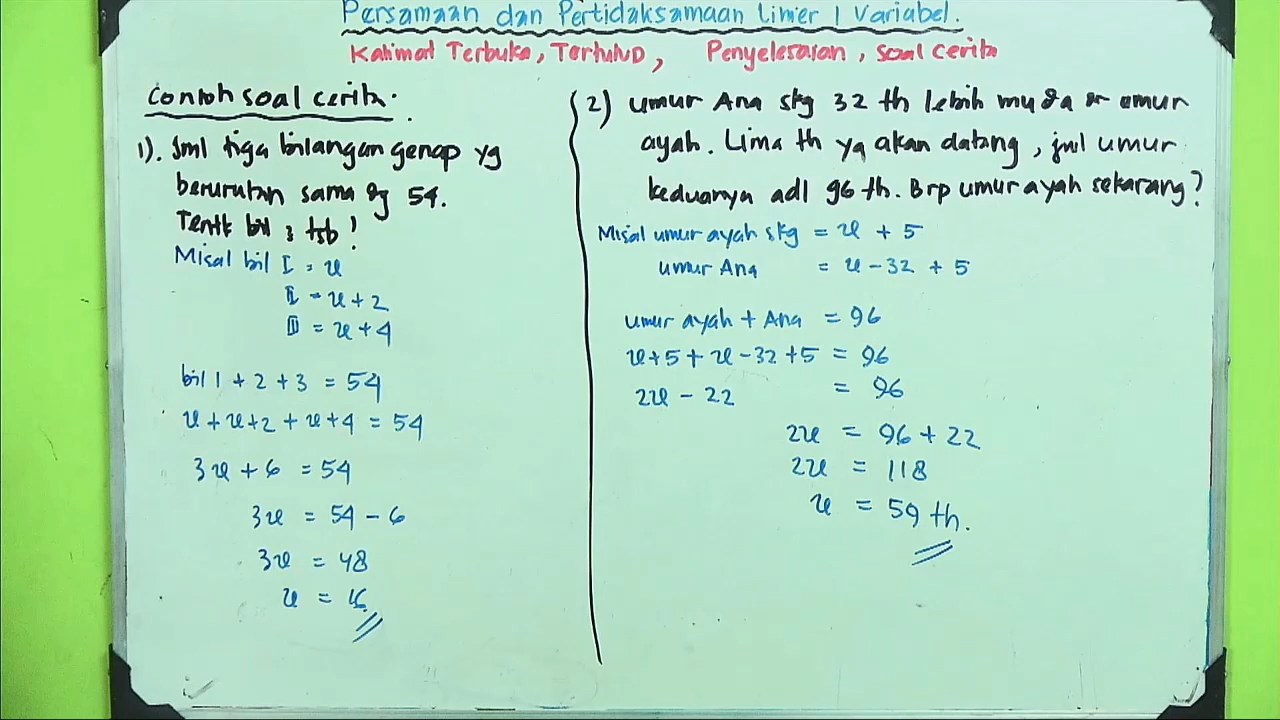 Persamaan dan Pertidaksamaan Linier 1 Variabel.
Kalimat Terbuka, Tertutup, Penyelesaian, soal cerita
Contoh soal cerita.
1). Jml tiga bilangan genap yg
berurutan sama dg 54.
Tentk bil 3 tsb!
Misal bil I = x
II = x + 2
III = x + 4
bil 1 + 2 + 3 = 54
x + x+2 + x+4 = 54
3x + 6 = 54
3x = 54 - 6
3x = 48
x = 16
2) umur Ana skg 32 th lebih muda dr umur
ayah. Lima th yg akan datang, jml umur
keduanya adl 96 th. Brp umur ayah sekarang?
Misal umur ayah skg = x + 5
umur Ana = x - 32 + 5
umur ayah + Ana = 96
x+5 + x - 32 + 5 = 96
2x - 22 = 96
2x = 96 + 22
2x = 118
x = 59 th.